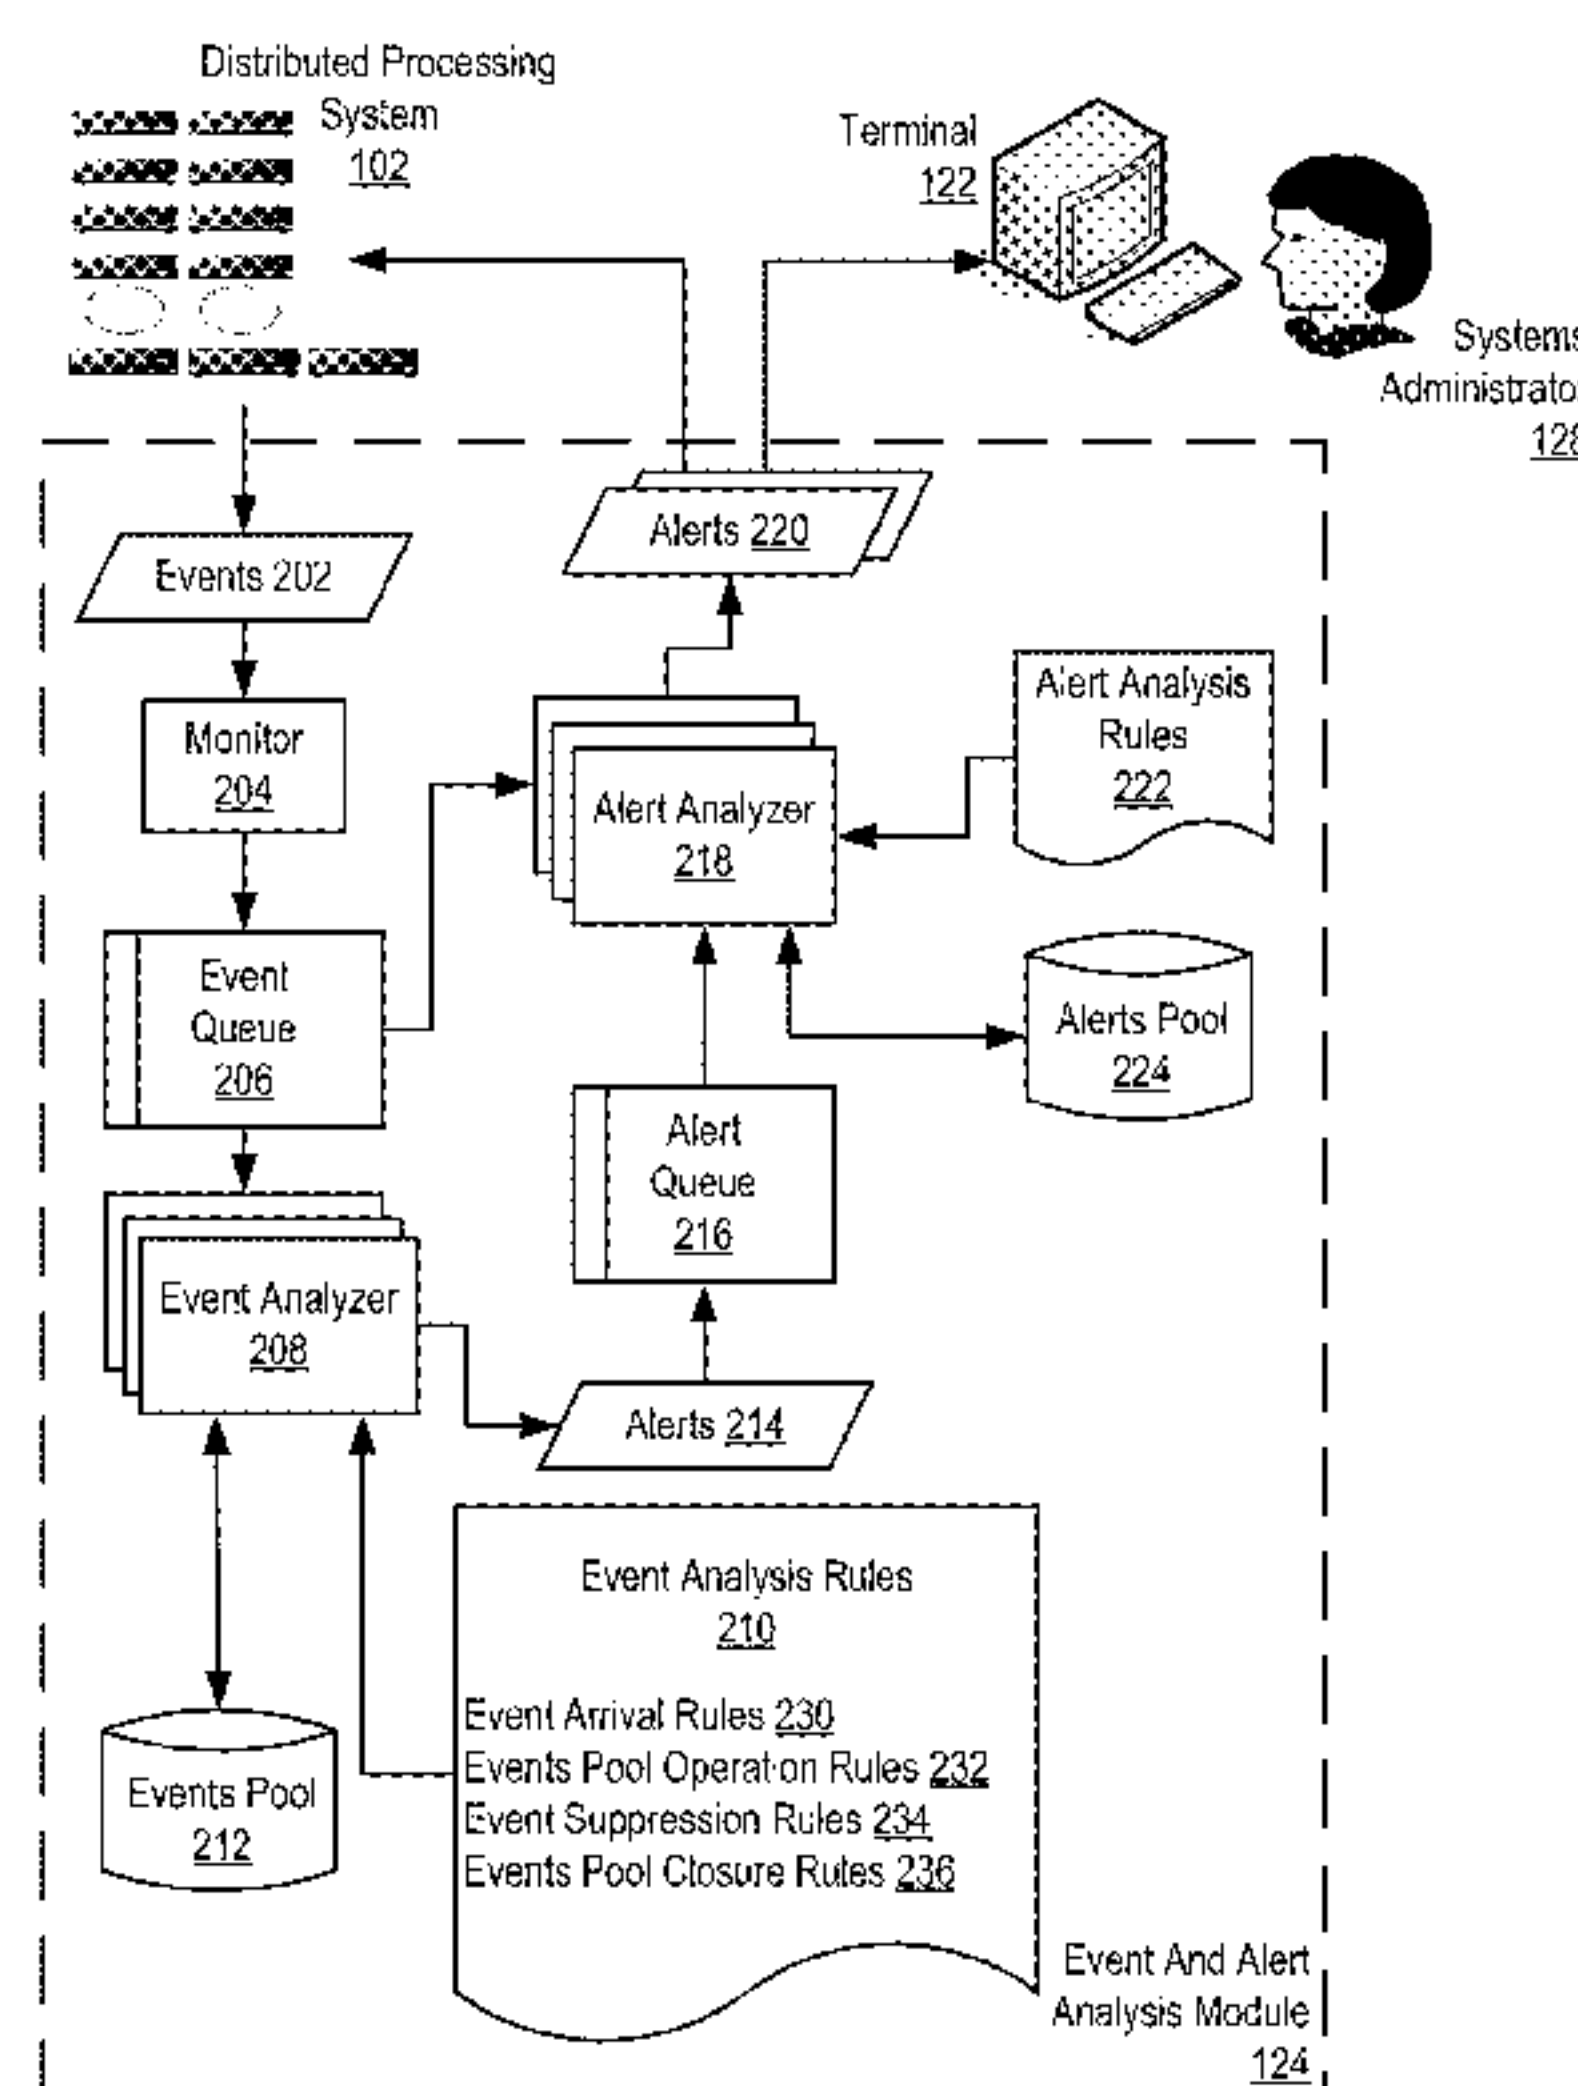 Distributed Processing
System
102
Terminal
122
Systems
Administrator
128
Alerts 220
Events 202
Alert Analysis
Rules
222
Monitor
204
Alert Analyzer
218
Event
Queue
206
Alerts Pool
224
Alert
Queue
216
Event Analyzer
208
Alerts 214
Event Analysis Rules
210
Event Arrival Rules 230
Events Pool Operation Rules 232
Event Suppression Rules 234
Events Pool Closure Rules 236
Events Pool
212
Event And Alert
Analysis Module
124